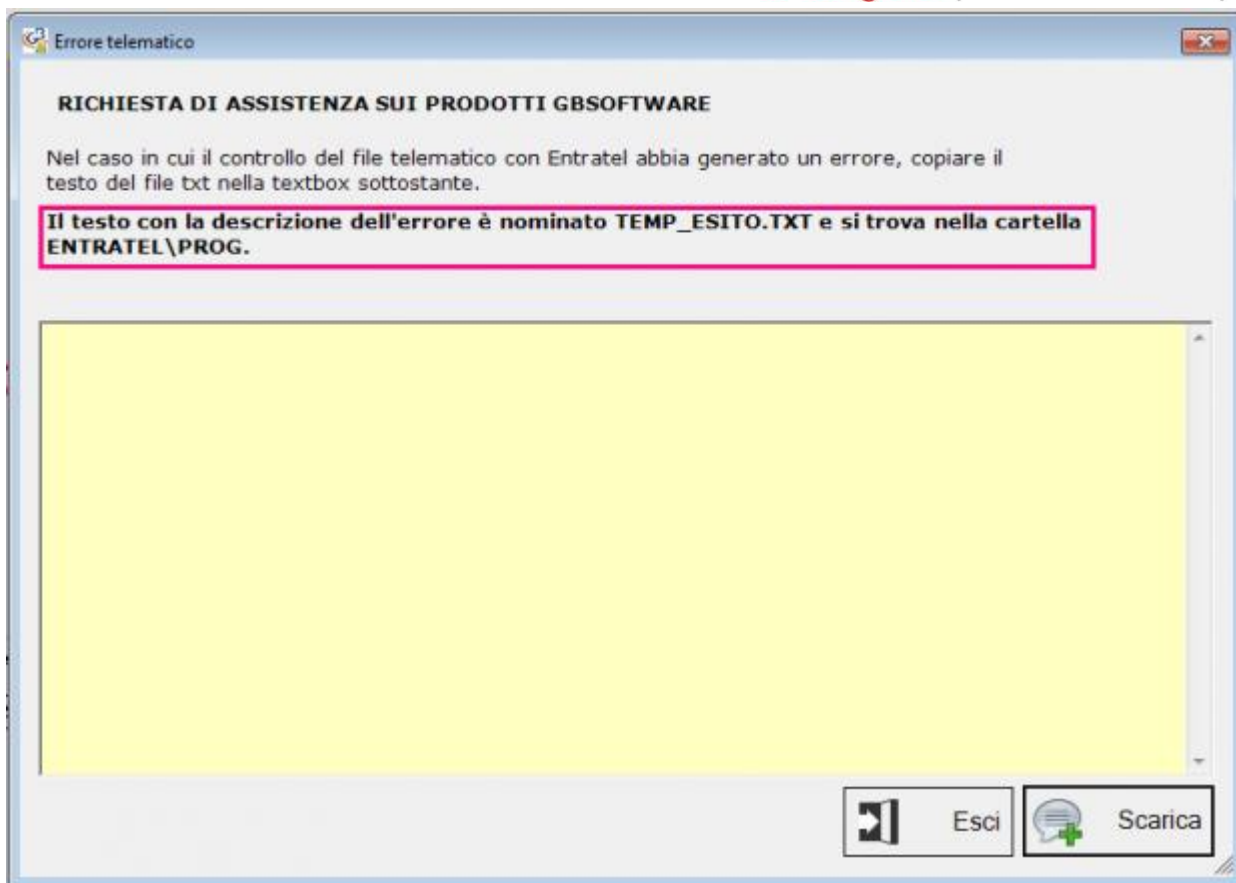 Errore telematico
RICHIESTA DI ASSISTENZA SUI PRODOTTI GBSOFTWARE
Nel caso in cui il controllo del file telematico con Entratel abbia generato un errore, copiare il
testo del file txt nella textbox sottostante.
Il testo con la descrizione dell'errore è nominato TEMP_ESITO.TXT e si trova nella cartella
ENTRATEL\PROG.
Esci
Scarica